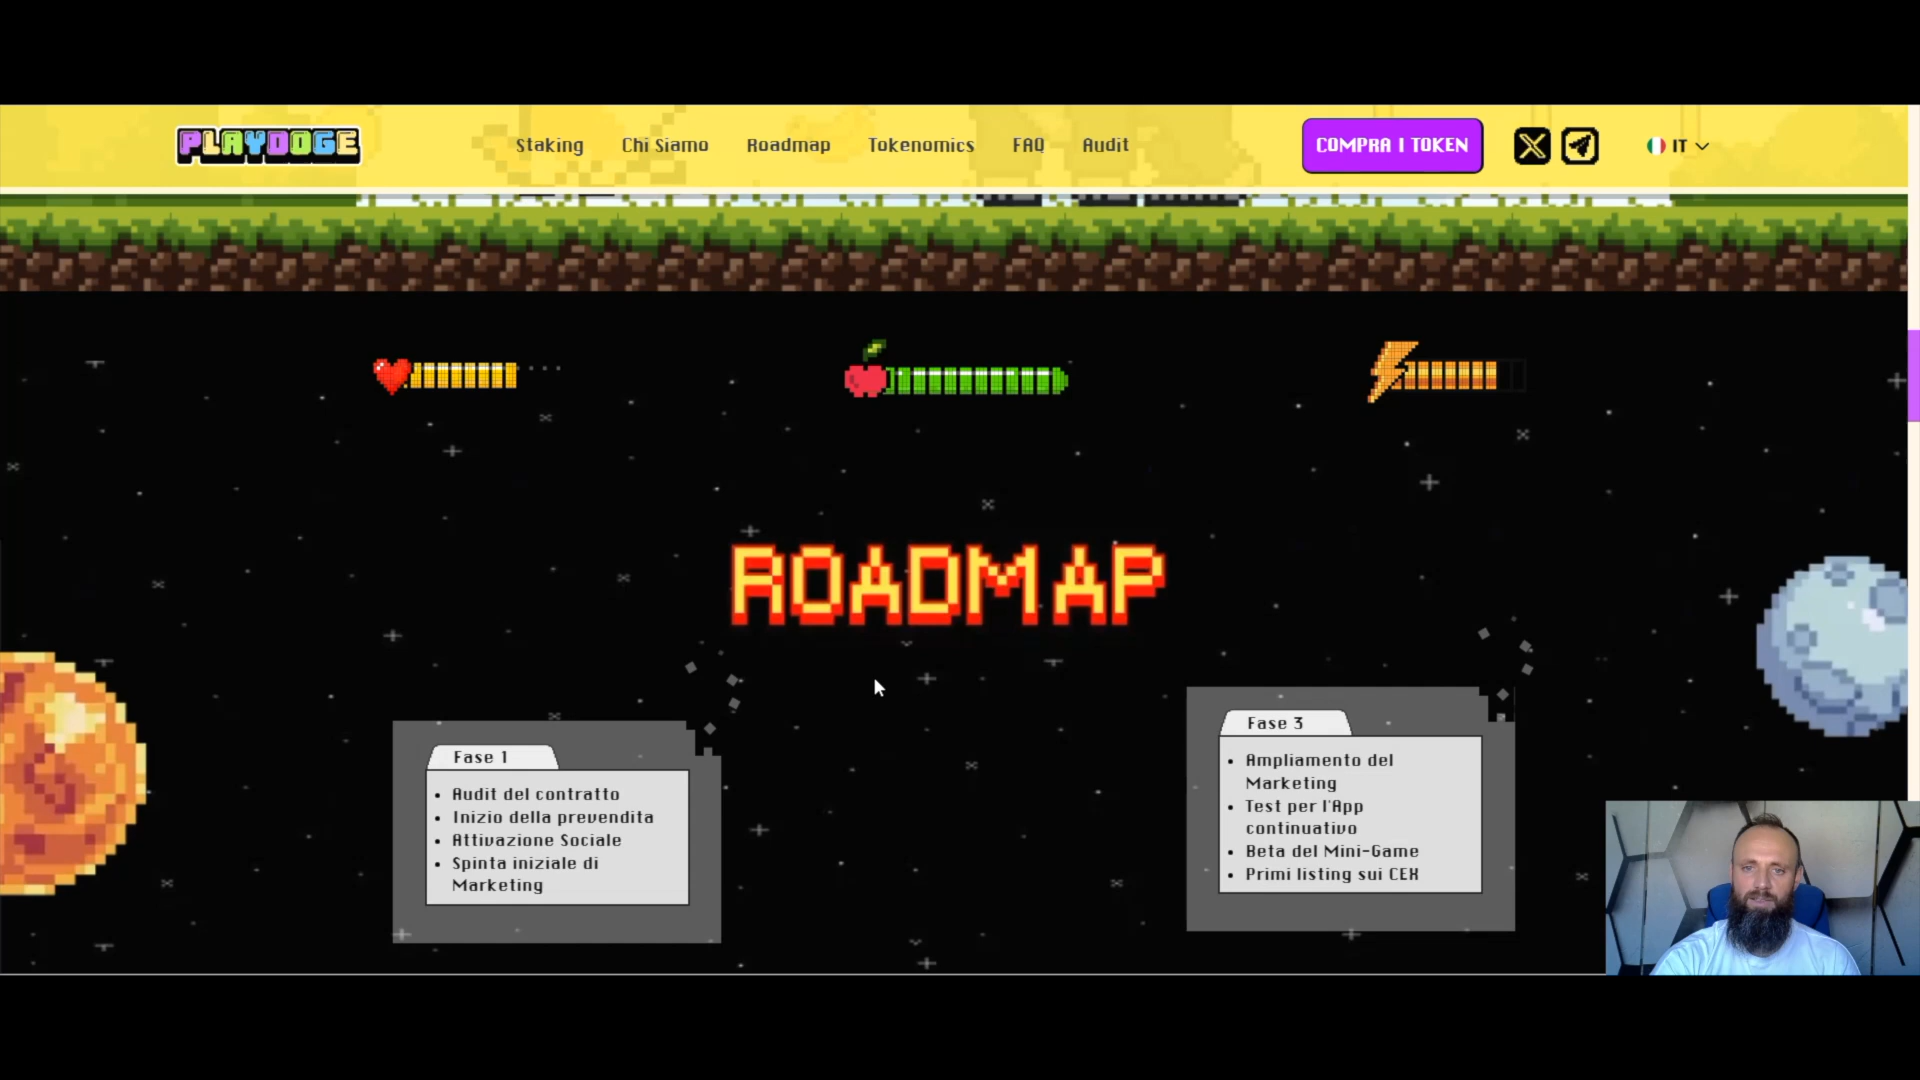 PLAYDOGE
Staking
Chi Siamo
Roadmap
Tokenomics
FAQ
Audit
COMPRA I TOKEN
IT
ROADMAP
Fase 1
Audit del contratto
Inizio della prevendita
Attivazione Sociale
Spinta iniziale di
Marketing
Fase 3
Ampliamento del
Marketing
Test per l'App
continuativo
Beta del Mini-Game
Primi listing sui CEX